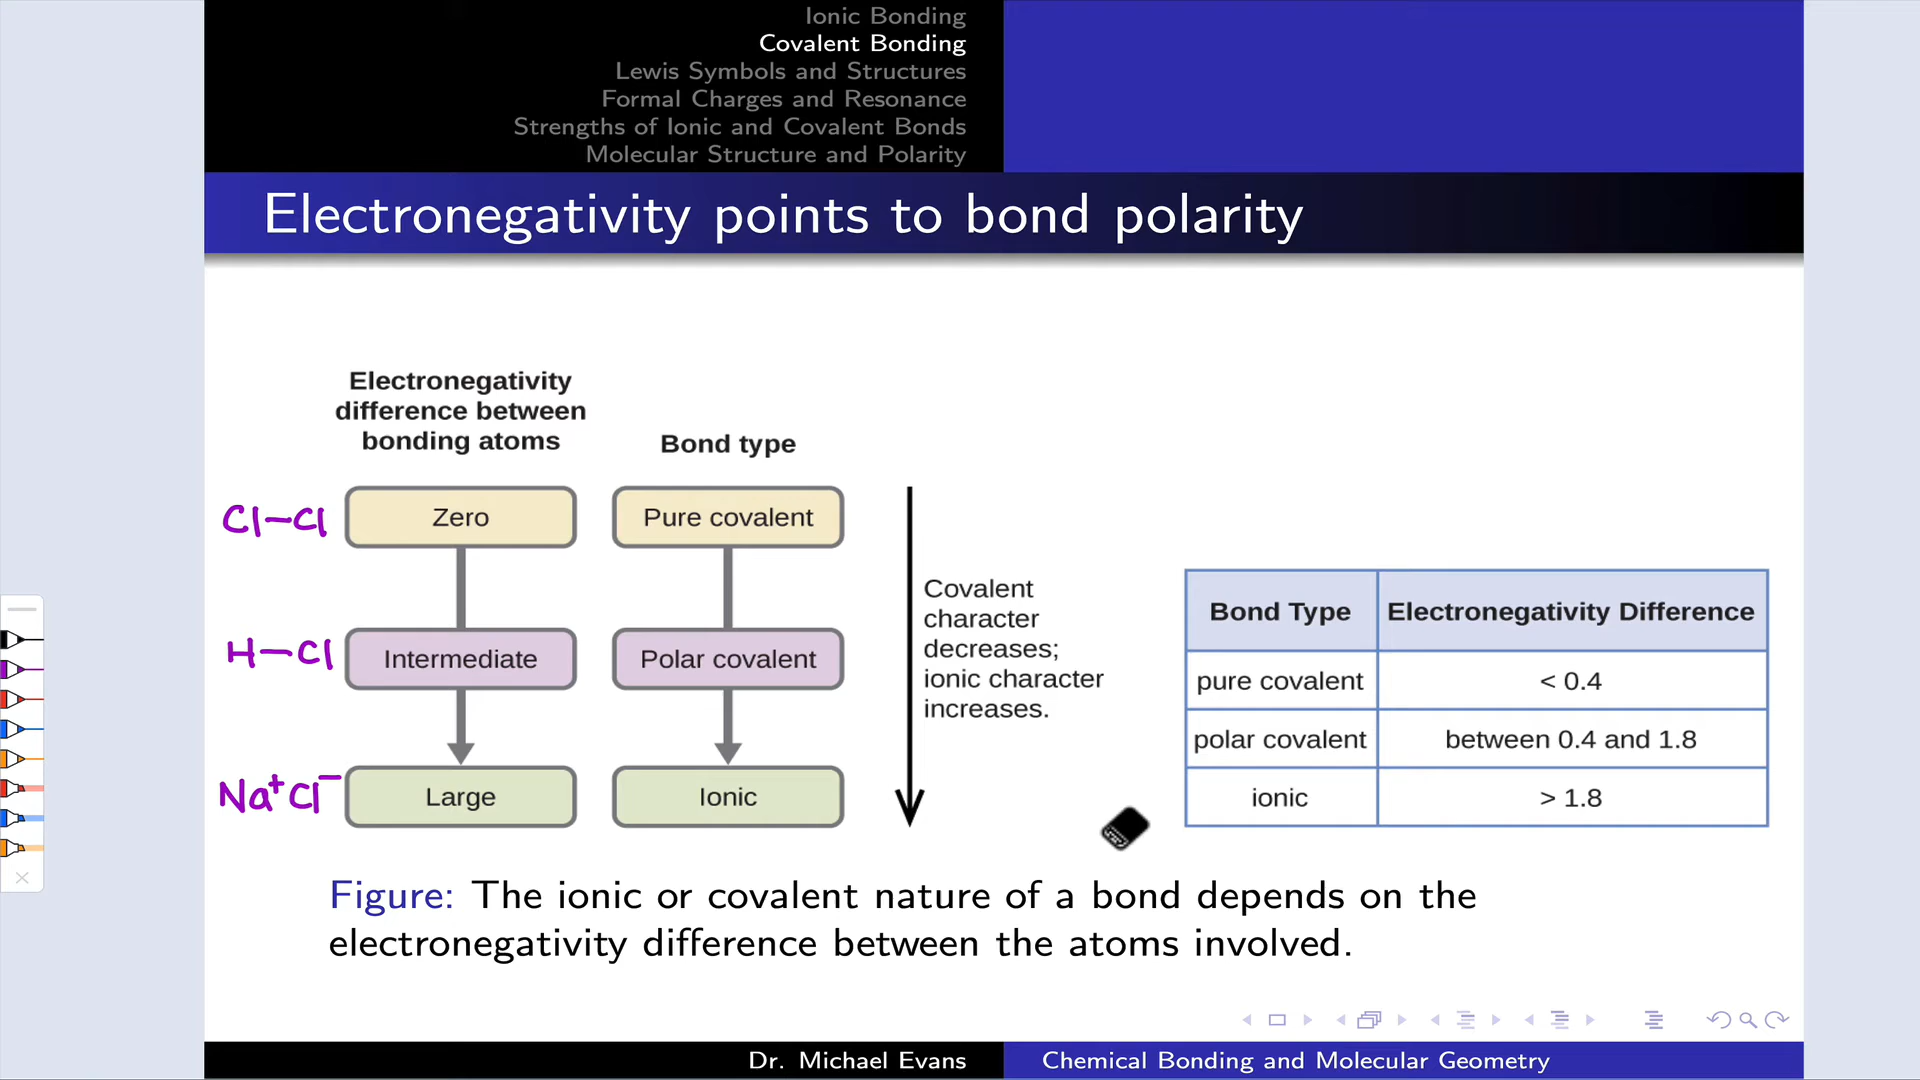 Ionic Bonding
Covalent Bonding
Lewis Symbols and Structures
Formal Charges and Resonance
Strengths of Ionic and Covalent Bonds
Molecular Structure and Polarity
Electronegativity points to bond polarity
Electronegativity
difference between
bonding atoms
Bond type
Cl–Cl
Zero
Pure covalent
H–Cl
Intermediate
Polar covalent
Na⁺Cl⁻
Large
Ionic
Covalent
character
decreases;
ionic character
increases.
Bond Type Electronegativity Difference
pure covalent < 0.4
polar covalent between 0.4 and 1.8
ionic > 1.8
Figure: The ionic or covalent nature of a bond depends on the
electronegativity difference between the atoms involved.
Dr. Michael Evans
Chemical Bonding and Molecular Geometry